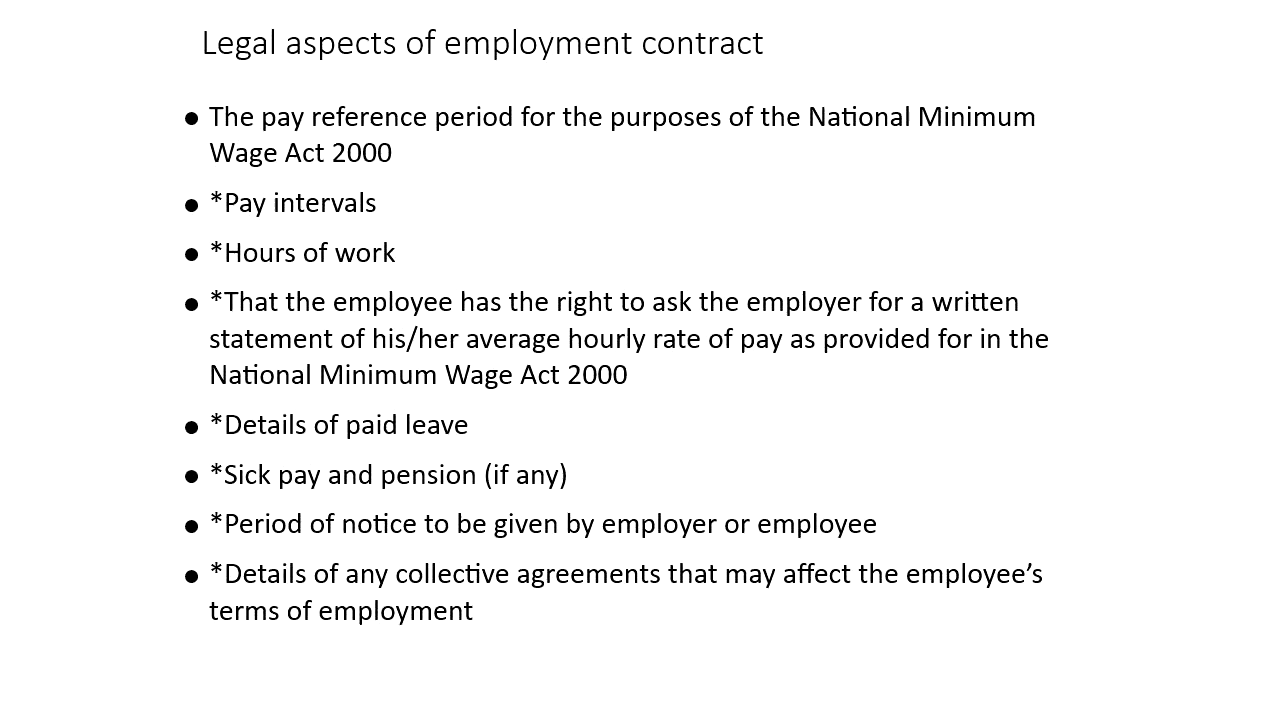 Legal aspects of employment contract
● The pay reference period for the purposes of the National Minimum
Wage Act 2000
● *Pay intervals
● *Hours of work
● *That the employee has the right to ask the employer for a written
statement of his/her average hourly rate of pay as provided for in the
National Minimum Wage Act 2000
● *Details of paid leave
● *Sick pay and pension (if any)
● *Period of notice to be given by employer or employee
● *Details of any collective agreements that may affect the employee’s
terms of employment